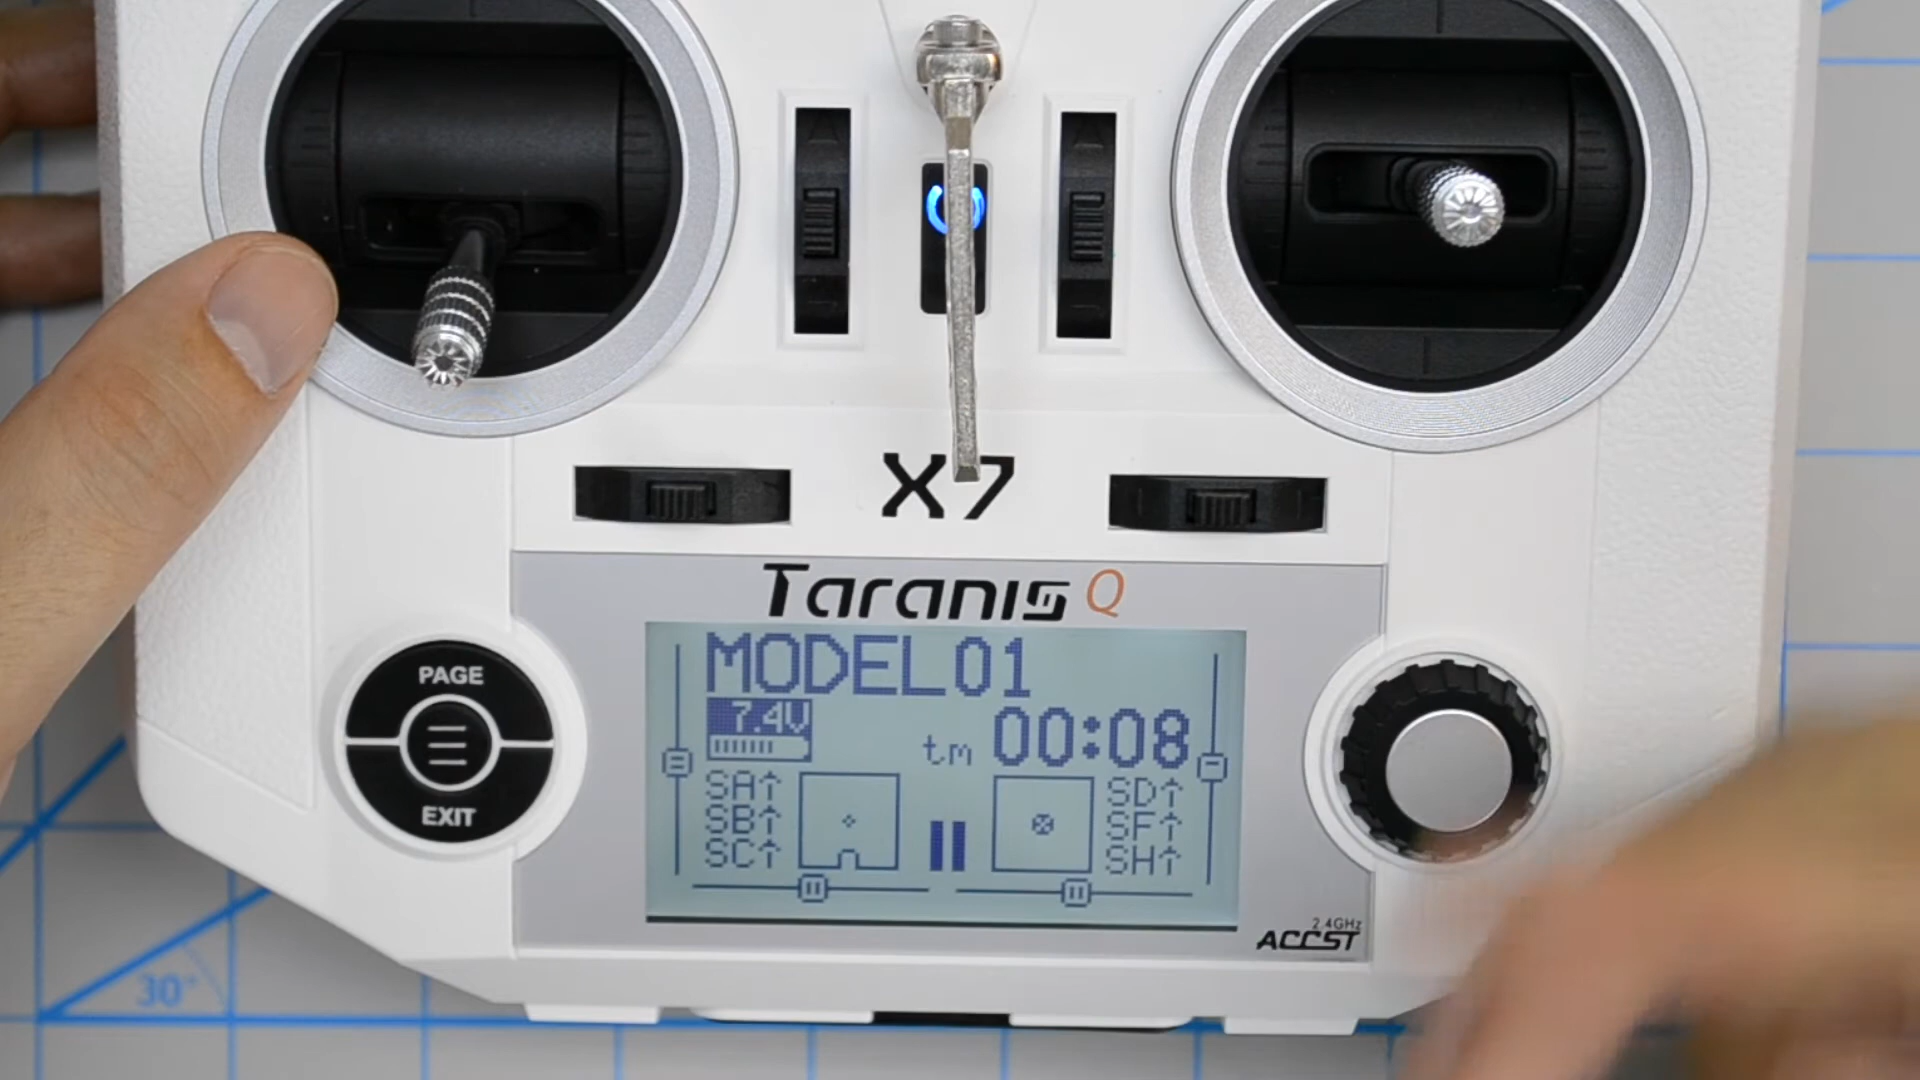 X7
Taranis Q
MODEL01
7.4V
tm 00:08
SA↑
SB↑
SC↑
SD↑
SF↑
SH↑
PAGE
EXIT
2.4GHz
ACCST
30°